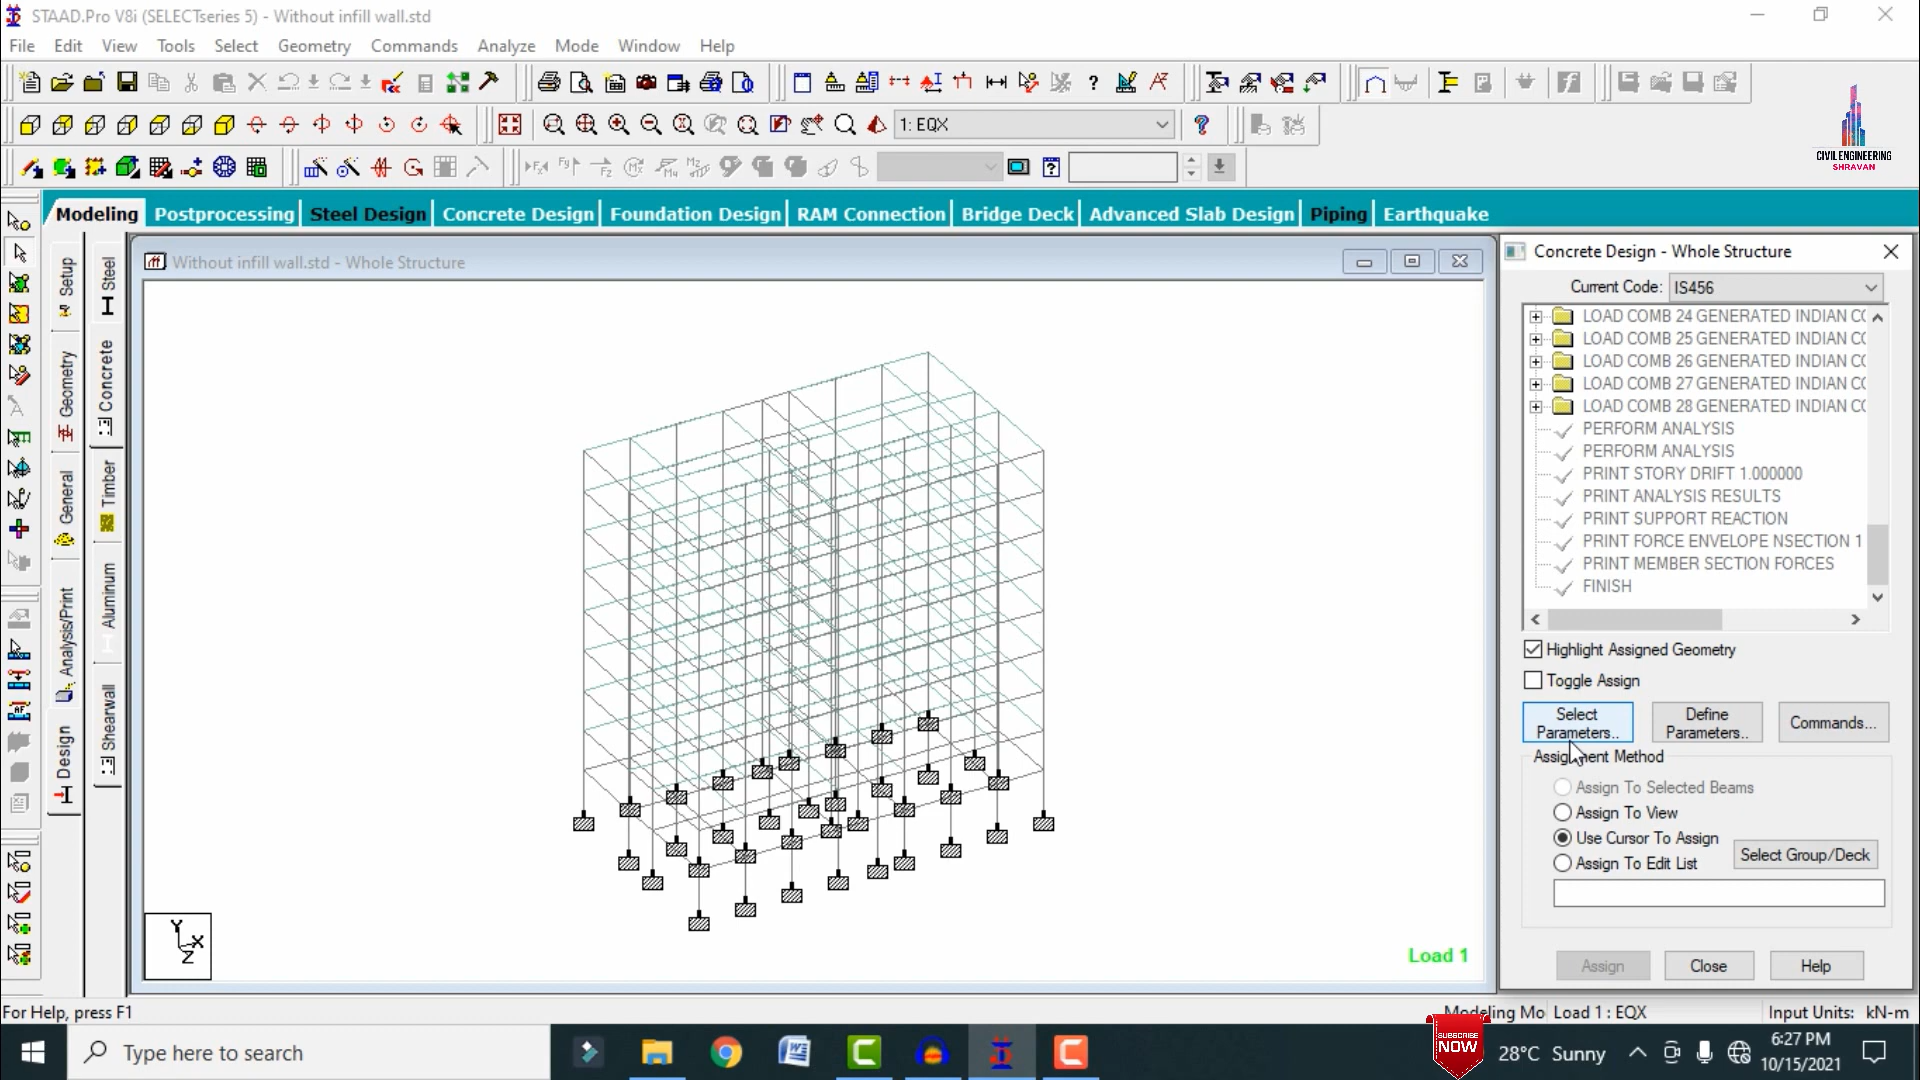 STAAD.Pro V8i (SELECTseries 5) - Without infill wall.std
File Edit View Tools Select Geometry Commands Analyze Mode Window Help
1: EQX
CIVIL ENGINEERING
SHRAVAN
Modeling Postprocessing Steel Design Concrete Design Foundation Design RAM Connection Bridge Deck Advanced Slab Design Piping Earthquake
Setup
Geometry
General
Analysis/Print
Design
Steel
Concrete
Timber
Aluminum
Shearwall
Without infill wall.std - Whole Structure
Y
X
Z
Load 1
Concrete Design - Whole Structure
Current Code: IS456
LOAD COMB 24 GENERATED INDIAN CO
LOAD COMB 25 GENERATED INDIAN CO
LOAD COMB 26 GENERATED INDIAN CO
LOAD COMB 27 GENERATED INDIAN CO
LOAD COMB 28 GENERATED INDIAN CO
PERFORM ANALYSIS
PERFORM ANALYSIS
PRINT STORY DRIFT 1.000000
PRINT ANALYSIS RESULTS
PRINT SUPPORT REACTION
PRINT FORCE ENVELOPE NSECTION 1
PRINT MEMBER SECTION FORCES
FINISH
Highlight Assigned Geometry
Toggle Assign
Select Parameters..
Define Parameters..
Commands...
Assignment Method
Assign To Selected Beams
Assign To View
Use Cursor To Assign
Assign To Edit List
Select Group/Deck
Assign Close Help
For Help, press F1
Modeling Mo Load 1 : EQX Input Units: kN-m
Type here to search
SUBSCRIBE
NOW
28°C Sunny
6:27 PM
10/15/2021